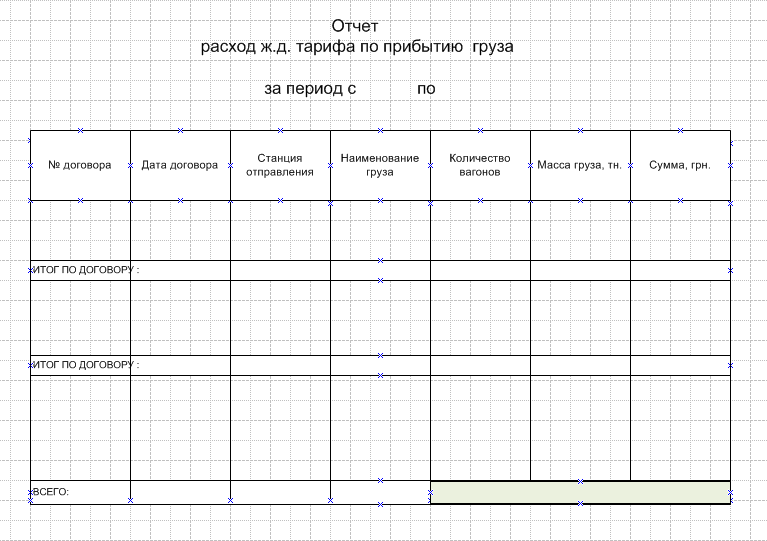 Отчет
расход ж.д. тарифа по прибытию груза
за период с по
№ договора
Дата договора
Станция
отправления
Наименование
груза
Количество
вагонов
Масса груза, тн.
Сумма, грн.
ИТОГ ПО ДОГОВОРУ :
ИТОГ ПО ДОГОВОРУ :
ВСЕГО: